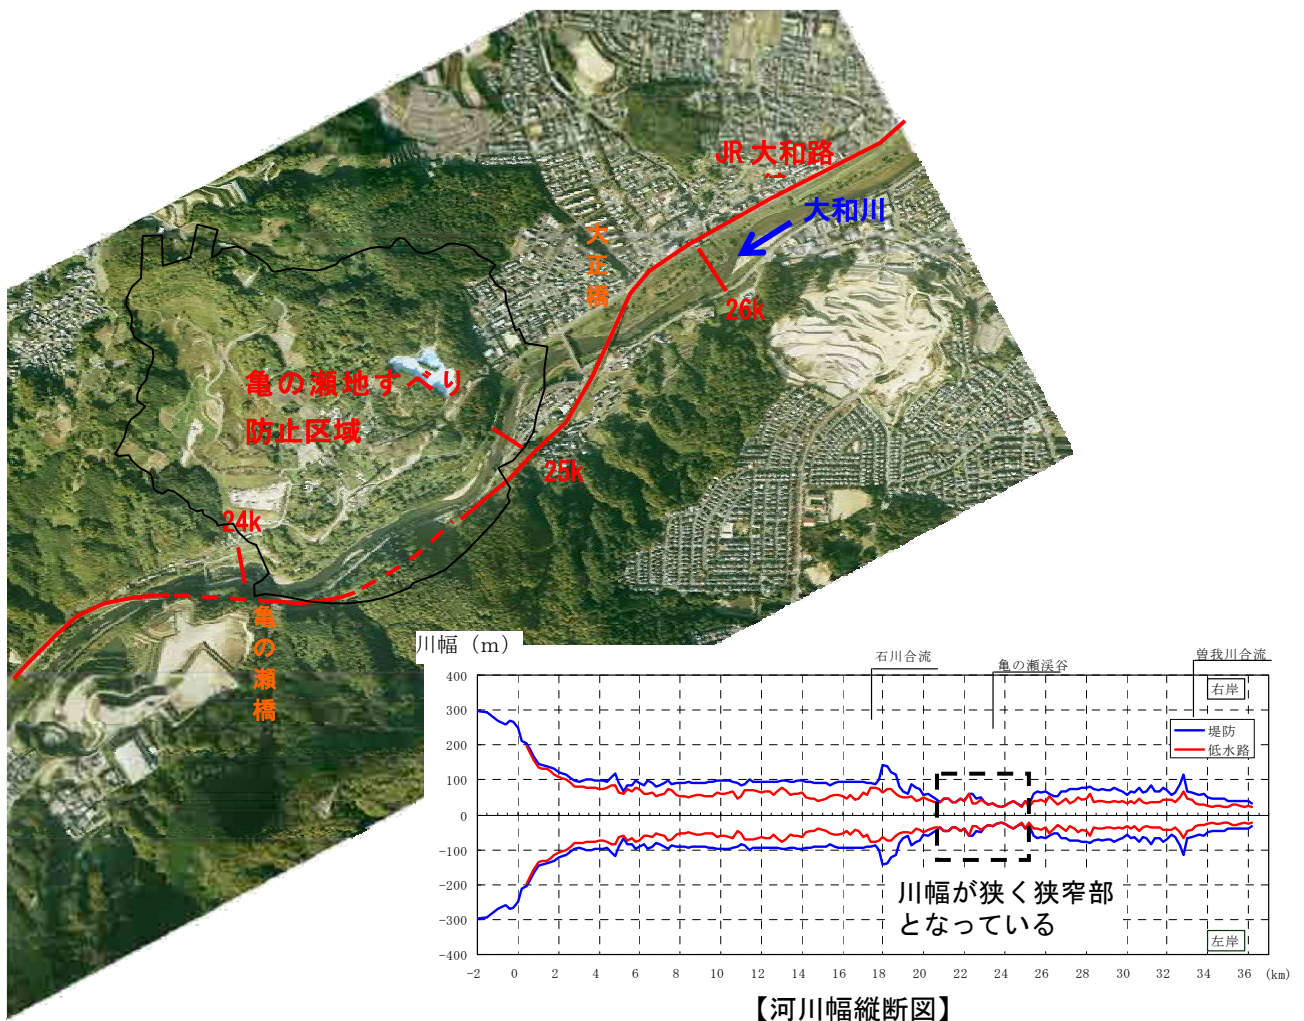 JR 大和路
大和川
大正橋
26k
亀の瀬地すべり
防止区域
25k
24k
亀の瀬橋
川幅（m）
石川合流
亀の瀬渓谷
曽我川合流
400
300
200
100
0
-100
-200
-300
-400
右岸
堤防
低水路
川幅が狭く狭窄部
となっている
左岸
-2 0 2 4 6 8 10 12 14 16 18 20 22 24 26 28 30 32 34 36 (km)
【河川幅縦断図】